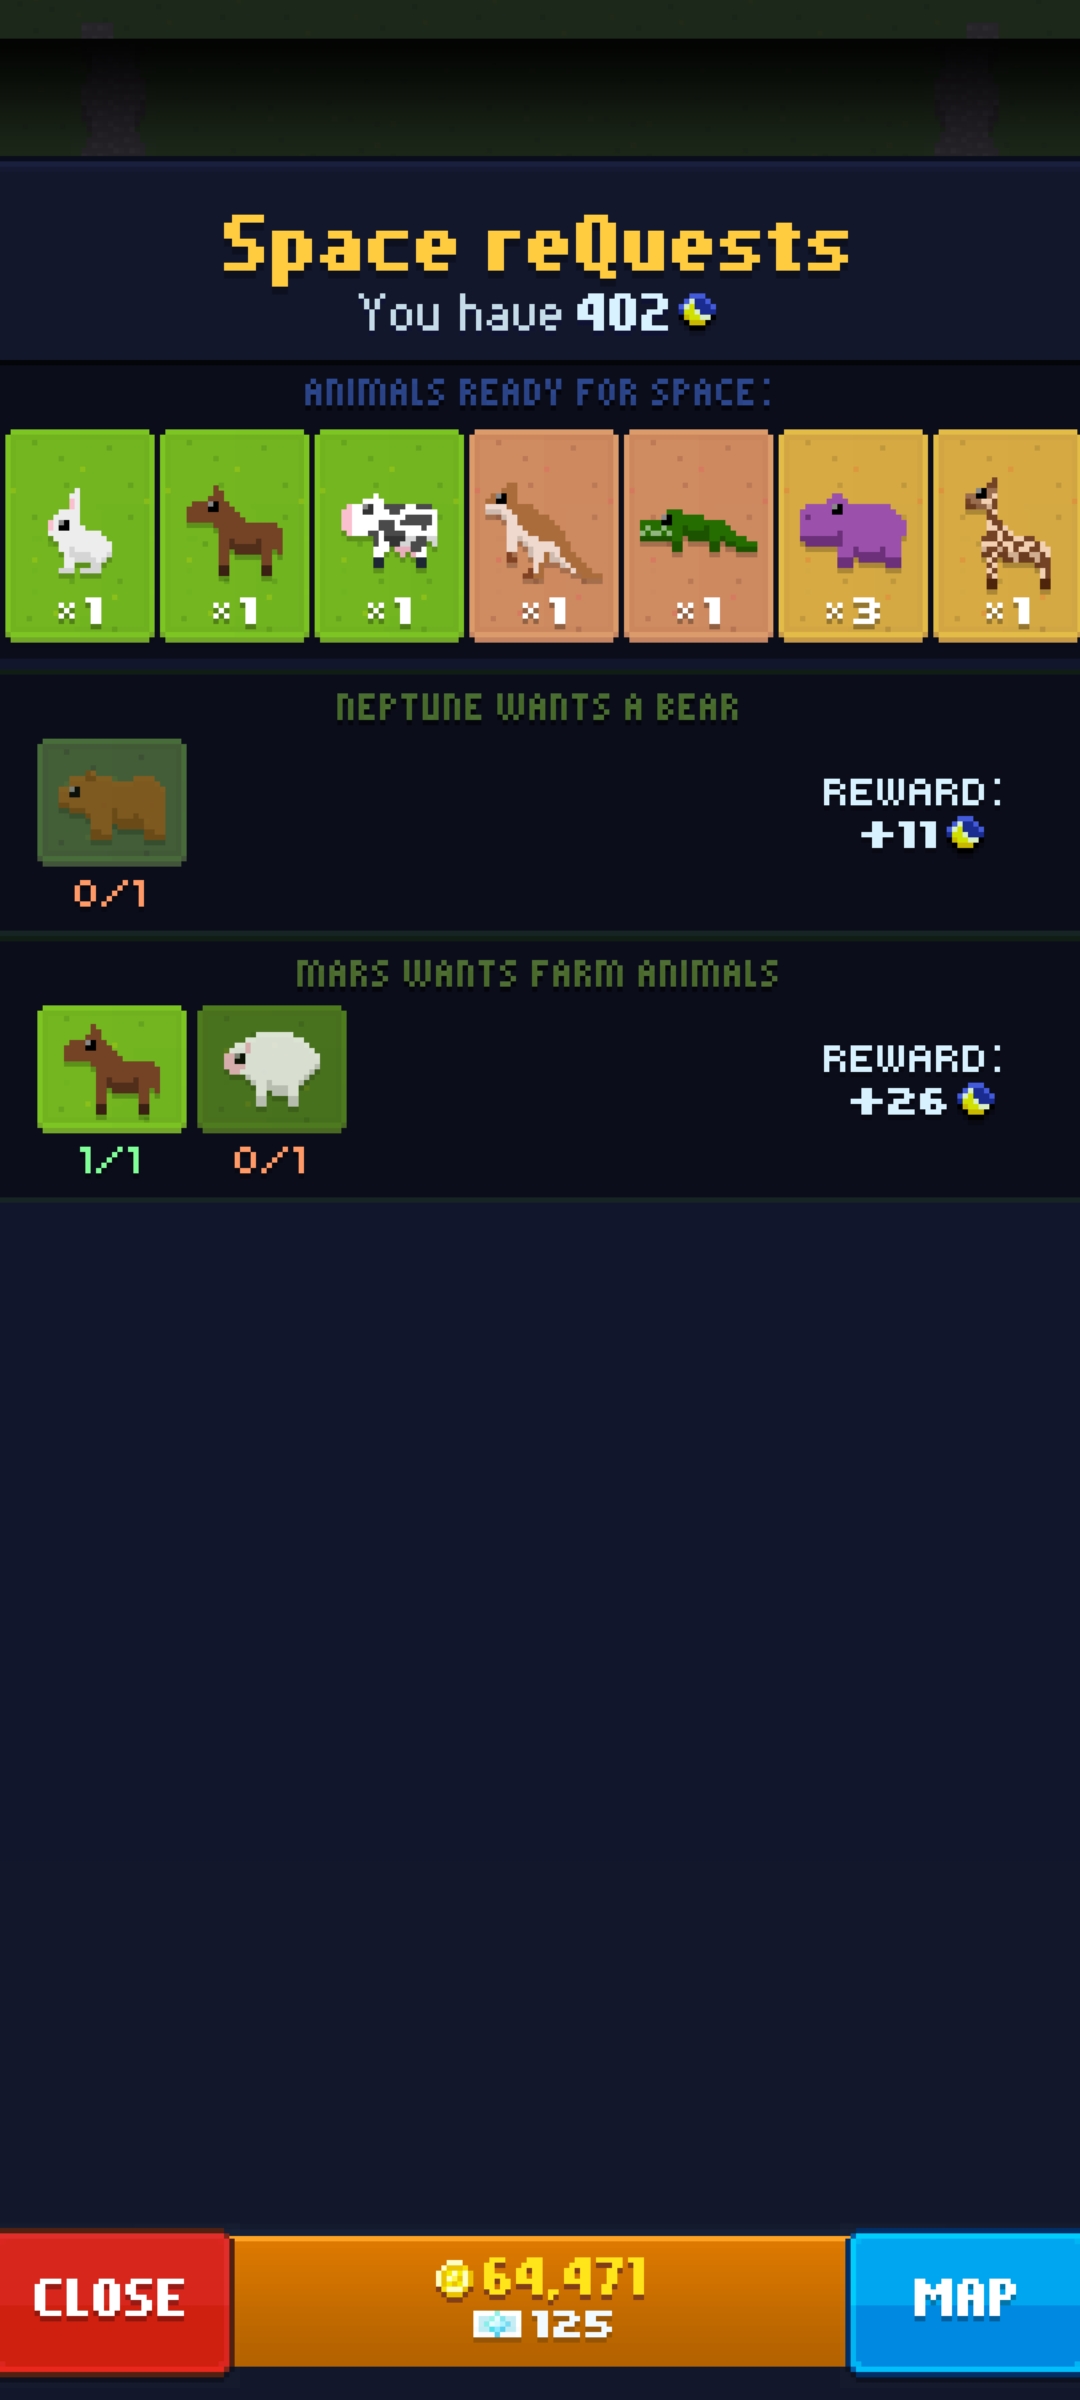 Space reQuests
You have 402
ANIMALS READY FOR SPACE:
×1 ×1 ×1 ×1 ×1 ×3 ×1
NEPTUNE WANTS A BEAR
REWARD:
+11
0/1
MARS WANTS FARM ANIMALS
REWARD:
+26
1/1 0/1
CLOSE
64,471
125
MAP